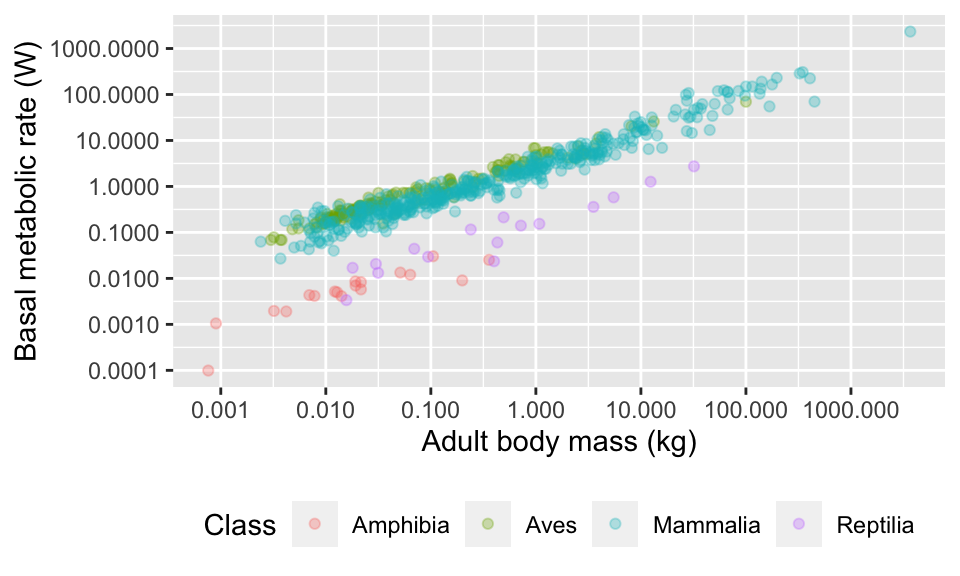 Basal metabolic rate (W)
1000.0000
100.0000
10.0000
1.0000
0.1000
0.0100
0.0010
0.0001
0.001 0.010 0.100 1.000 10.000 100.000 1000.000
Adult body mass (kg)
Class Amphibia Aves Mammalia Reptilia